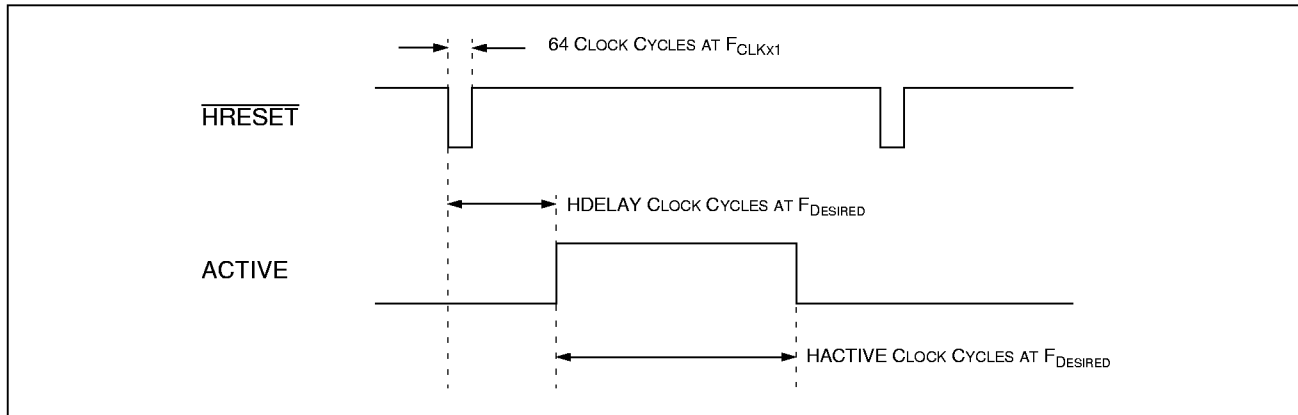 64 CLOCK CYCLES AT FCLKx1
HRESET
HDELAY CLOCK CYCLES AT FDESIRED
ACTIVE
HACTIVE CLOCK CYCLES AT FDESIRED